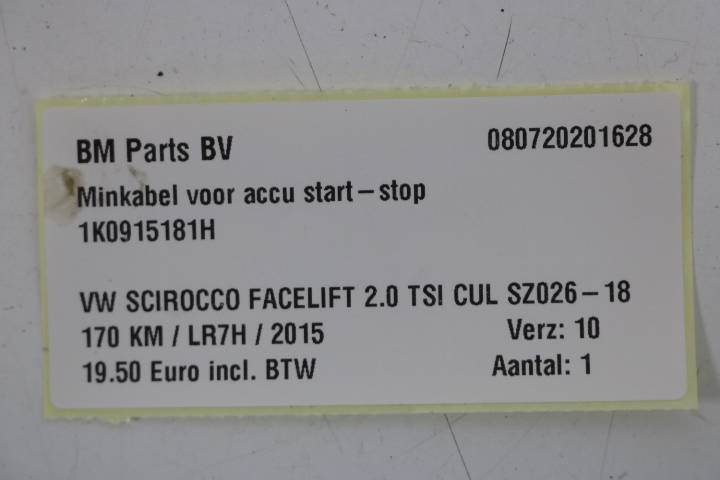 BM Parts BV 080720201628
Minkabel voor accu start-stop
1K0915181H
VW SCIROCCO FACELIFT 2.0 TSI CUL SZ026-18
170 KM / LR7H / 2015 Verz: 10
19.50 Euro incl. BTW Aantal: 1